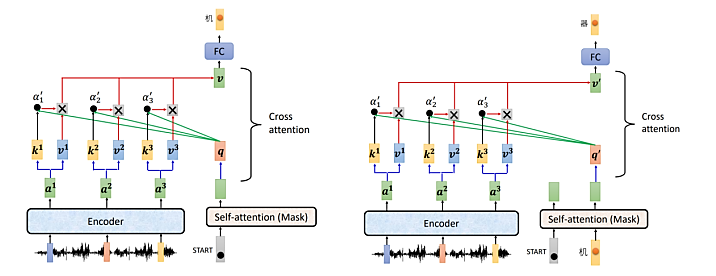 机
FC
v
α′1 α′2 α′3
Cross
attention
k1 v1 k2 v2 k3 v3 q
a1 a2 a3
Encoder
Self-attention (Mask)
START
器
FC
v′
α′1 α′2 α′3
Cross
attention
k1 v1 k2 v2 k3 v3 q′
a1 a2 a3
Encoder
Self-attention (Mask)
START
机